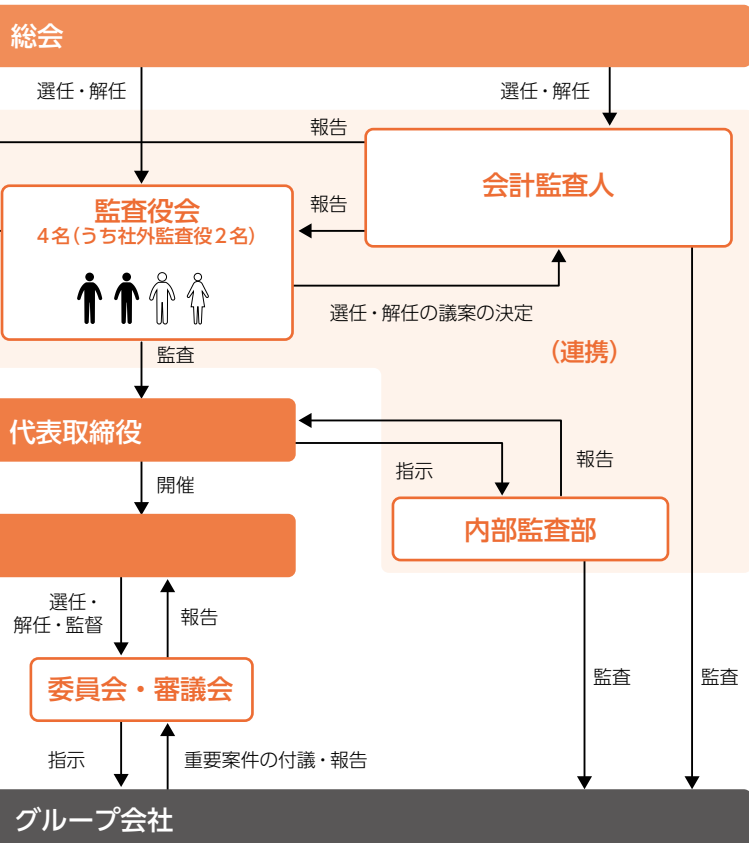 総会
選任・解任
選任・解任
報告
会計監査人
監査役会
4名(うち社外監査役2名)
報告
選任・解任の議案の決定
(連携)
監査
代表取締役
指示
報告
開催
内部監査部
選任・
解任・監督
報告
委員会・審議会
監査
監査
指示
重要案件の付議・報告
グループ会社